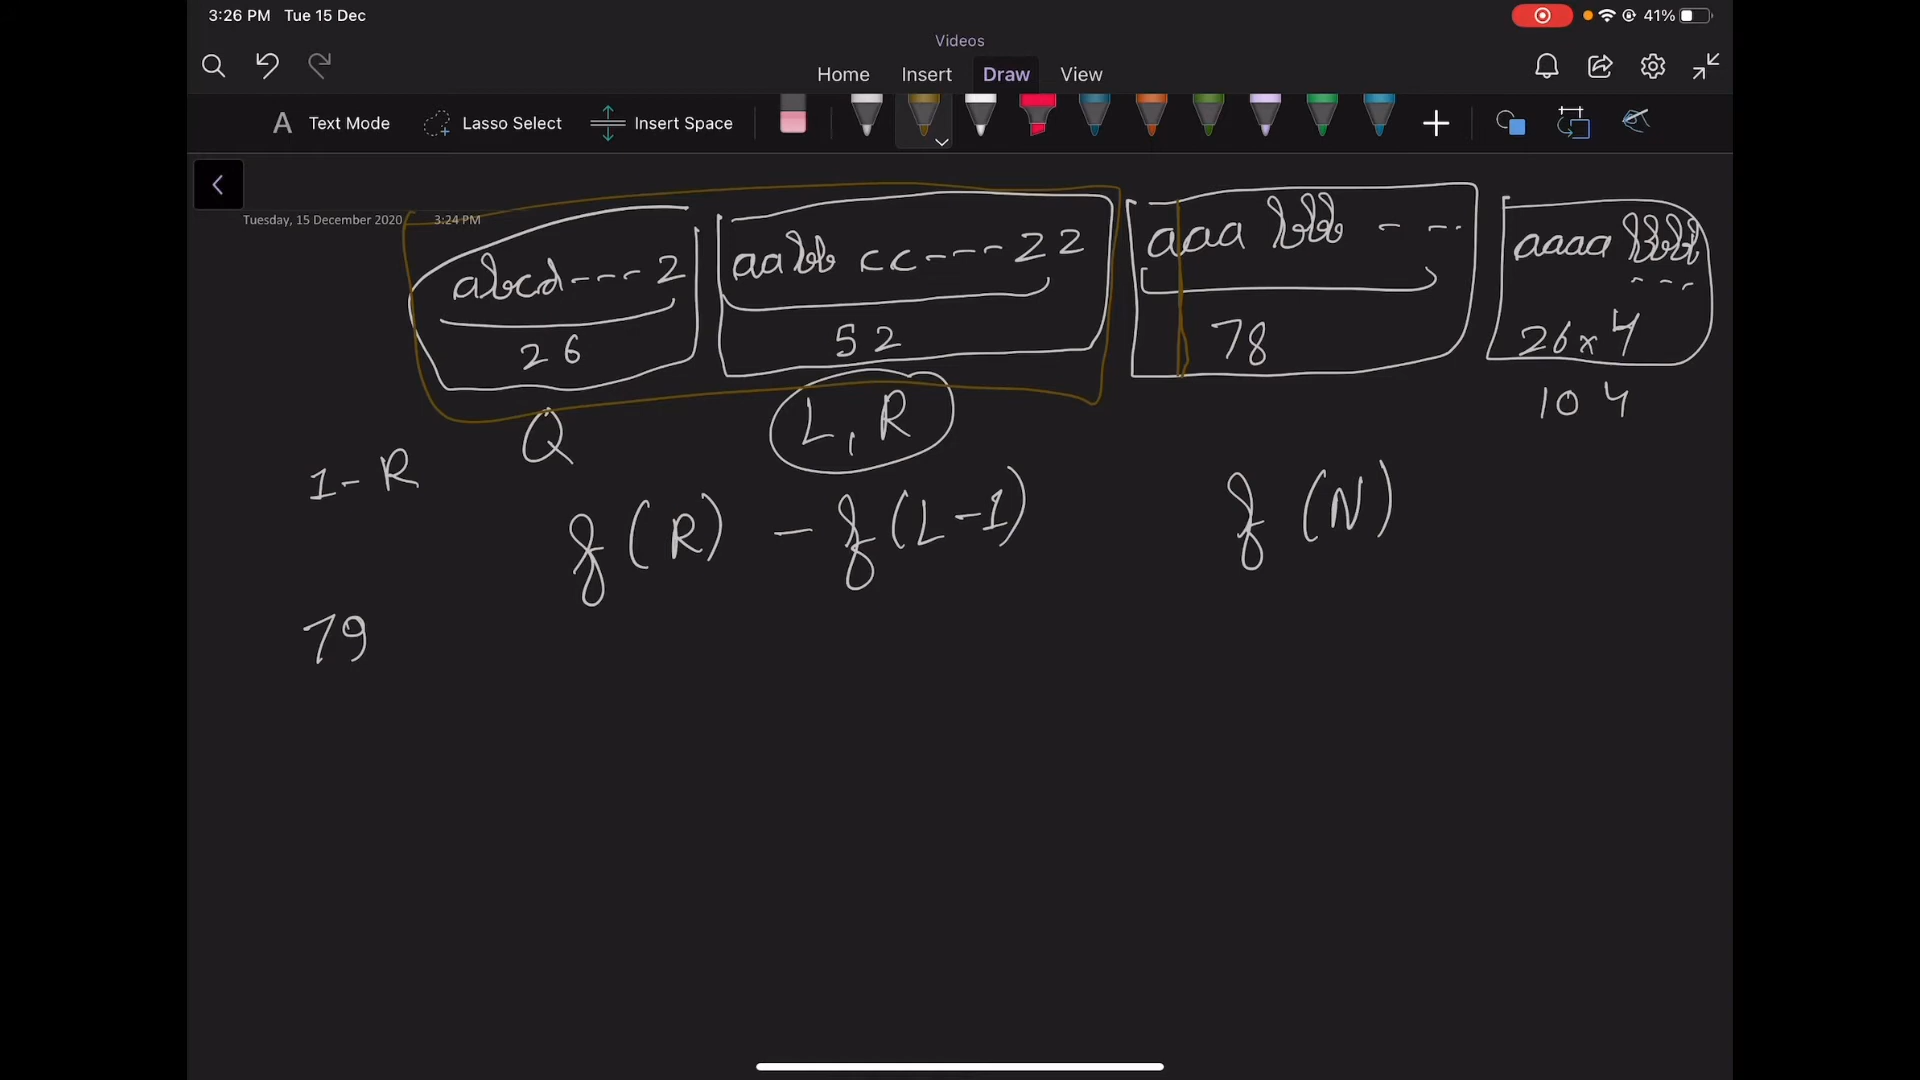 3:26 PM Tue 15 Dec 41%
Videos
Home Insert Draw View
Text Mode Lasso Select Insert Space
Tuesday, 15 December 2020 3:24 PM
abcd---z aabb cc---zz aaa bbb --- aaaa bbbb ---
26 52 78 26x4
104
Q L, R
1-R
f(R) - f(L-1) f(N)
79